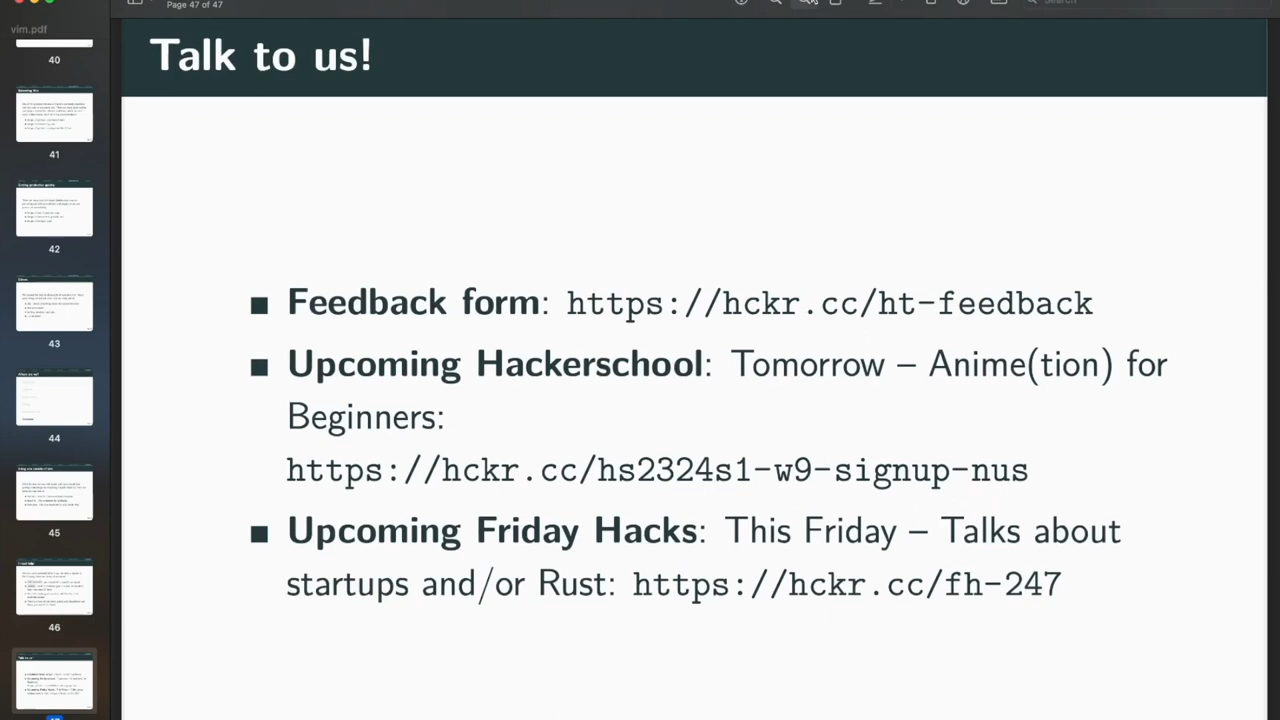 Page 47 of 47
Search
vim.pdf
40
41
42
43
44
45
46
Talk to us!
■ Feedback form: https://hckr.cc/ht-feedback
■ Upcoming Hackerschool: Tomorrow – Anime(tion) for
Beginners:
https://hckr.cc/hs2324s1-w9-signup-nus
■ Upcoming Friday Hacks: This Friday – Talks about
startups and/or Rust: https://hckr.cc/fh-247